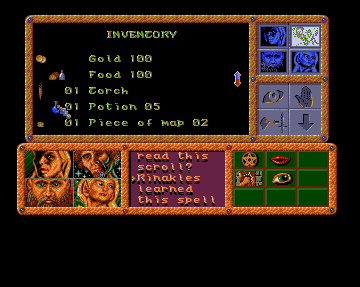 INVENTORY
Gold 100
Food 100
01 Torch
01 Potion 05
01 Piece of map 02
read this
scroll?
Rinakles
learned
this spell